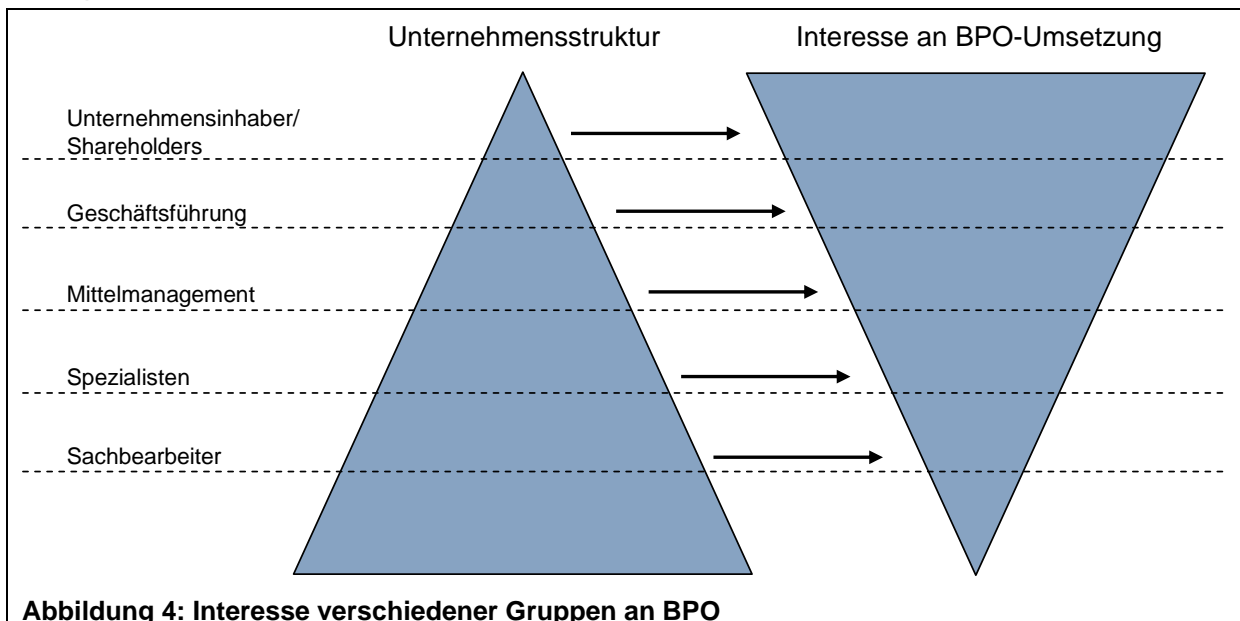 Unternehmensstruktur
Interesse an BPO-Umsetzung
Unternehmensinhaber/
Shareholders
Geschäftsführung
Mittelmanagement
Spezialisten
Sachbearbeiter
Abbildung 4: Interesse verschiedener Gruppen an BPO